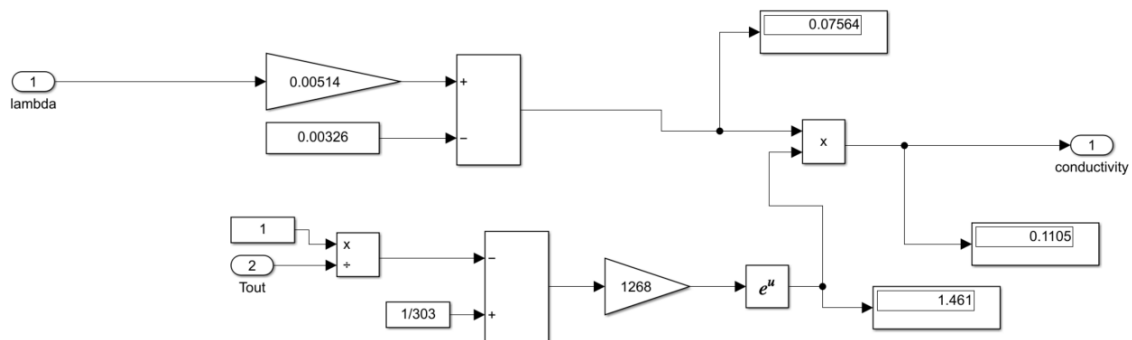 0.07564
1
lambda
0.00514
+
0.00326
−
x
1
conductivity
1
x
÷
2
Tout
−
1/303
+
1268
e^u
0.1105
1.461